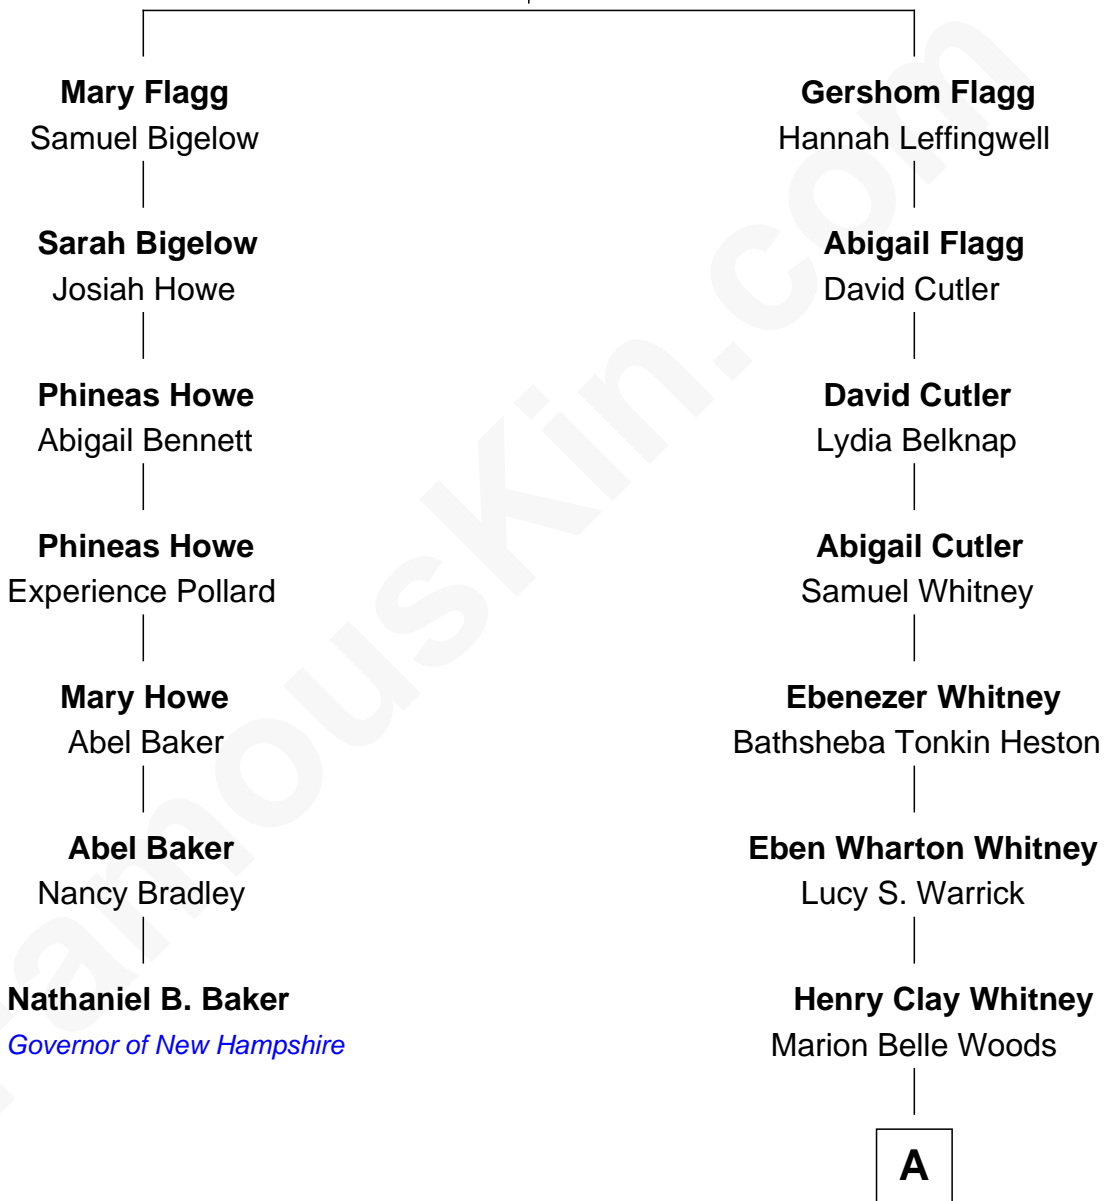 Mary Flagg
Samuel Bigelow
Sarah Bigelow
Josiah Howe
Phineas Howe
Abigail Bennett
Phineas Howe
Experience Pollard
Mary Howe
Abel Baker
Abel Baker
Nancy Bradley
Nathaniel B. Baker
Governor of New Hampshire
Gershom Flagg
Hannah Leffingwell
Abigail Flagg
David Cutler
David Cutler
Lydia Belknap
Abigail Cutler
Samuel Whitney
Ebenezer Whitney
Bathsheba Tonkin Heston
Eben Wharton Whitney
Lucy S. Warrick
Henry Clay Whitney
Marion Belle Woods
A
FamousKin.com